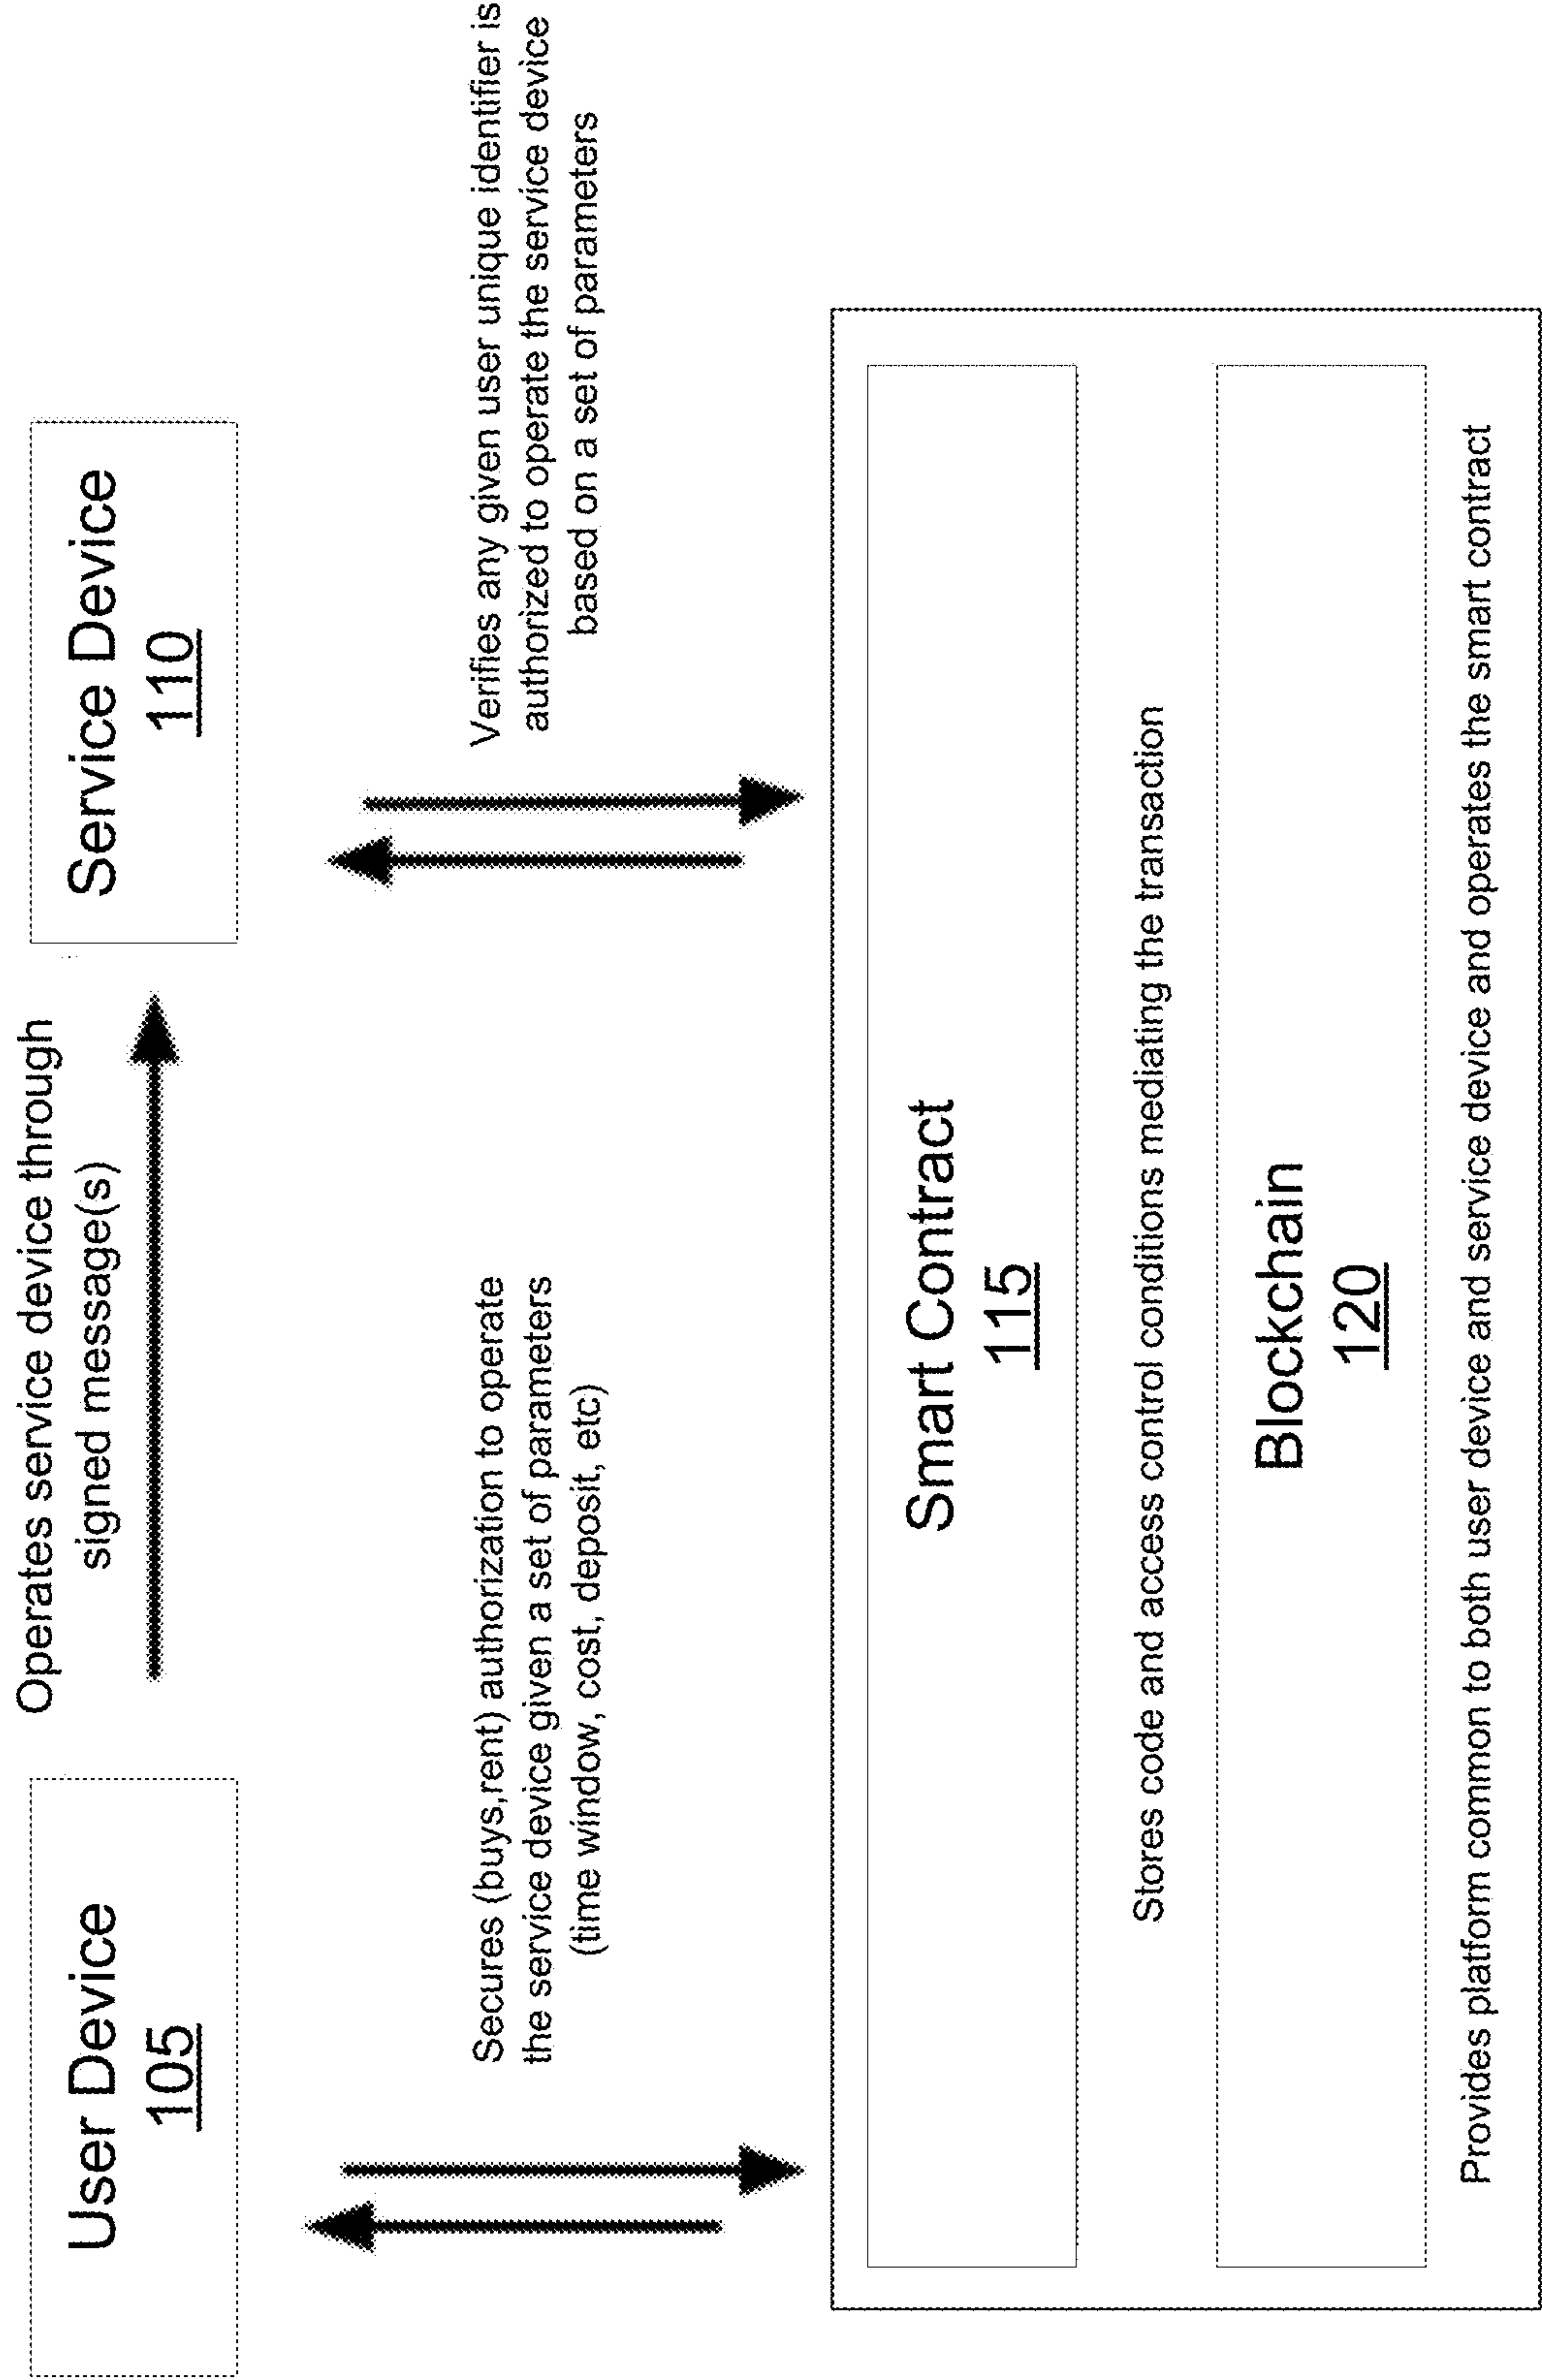 Operates service device through
signed message(s)
User Device
105
Service Device
110
Secures (buys,rent) authorization to operate
the service device given a set of parameters
(time window, cost, deposit, etc)
Verifies any given user unique identifier is
authorized to operate the service device
based on a set of parameters
Smart Contract
115
Stores code and access control conditions mediating the transaction
Blockchain
120
Provides platform common to both user device and service device and operates the smart contract